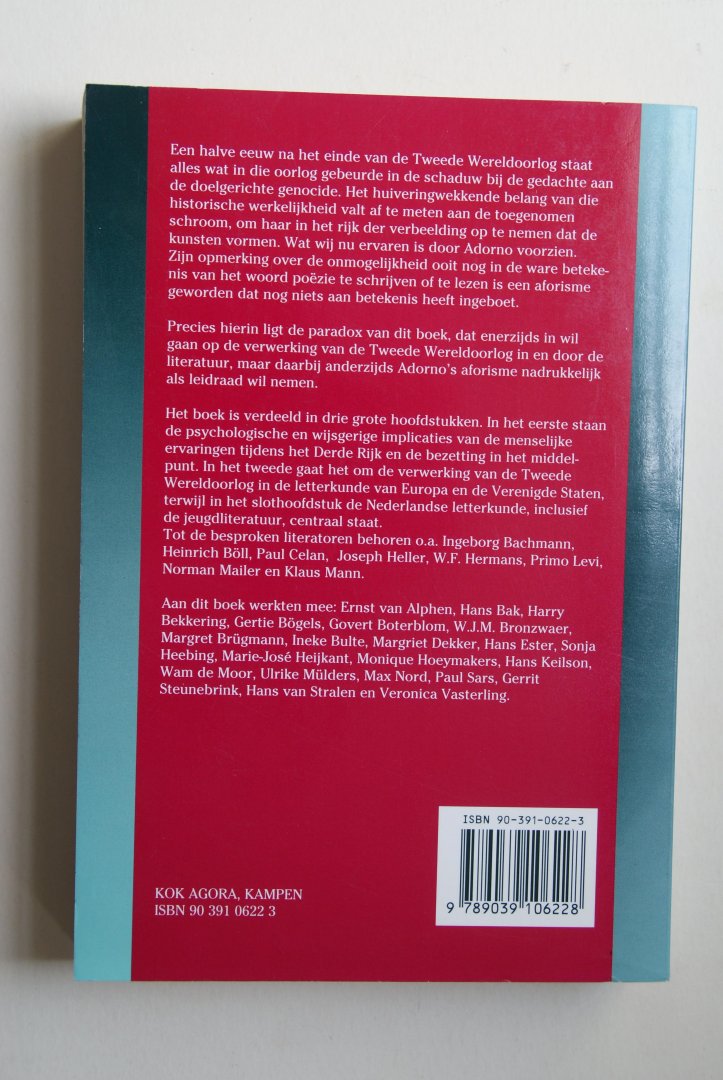 Een halve eeuw na het einde van de Tweede Wereldoorlog staat
alles wat in die oorlog gebeurde in de schaduw bij de gedachte aan
de doelgerichte genocide. Het huiveringwekkende belang van die
historische werkelijkheid valt af te meten aan de toegenomen
schroom, om haar in het rijk der verbeelding op te nemen dat de
kunsten vormen. Wat wij nu ervaren is door Adorno voorzien.
Zijn opmerking over de onmogelijkheid ooit nog in de ware beteke-
nis van het woord poëzie te schrijven of te lezen is een aforisme
geworden dat nog niets aan betekenis heeft ingeboet.
Precies hierin ligt de paradox van dit boek, dat enerzijds in wil
gaan op de verwerking van de Tweede Wereldoorlog in en door de
literatuur, maar daarbij anderzijds Adorno's aforisme nadrukkelijk
als leidraad wil nemen.
Het boek is verdeeld in drie grote hoofdstukken. In het eerste staan
de psychologische en wijsgerige implicaties van de menselijke
ervaringen tijdens het Derde Rijk en de bezetting in het middel-
punt. In het tweede gaat het om de verwerking van de Tweede
Wereldoorlog in de letterkunde van Europa en de Verenigde Staten,
terwijl in het slothoofdstuk de Nederlandse letterkunde, inclusief
de jeugdliteratuur, centraal staat.
Tot de besproken literatoren behoren o.a. Ingeborg Bachmann,
Heinrich Böll, Paul Celan, Joseph Heller, W.F. Hermans, Primo Levi,
Norman Mailer en Klaus Mann.
Aan dit boek werkten mee: Ernst van Alphen, Hans Bak, Harry
Bekkering, Gertie Bögels, Govert Boterblom, W.J.M. Bronzwaer,
Margret Brügmann, Ineke Bulte, Margriet Dekker, Hans Ester, Sonja
Heebing, Marie-José Heijkant, Monique Hoeymakers, Hans Keilson,
Wam de Moor, Ulrike Mülders, Max Nord, Paul Sars, Gerrit
Steunebrink, Hans van Stralen en Veronica Vasterling.
ISBN 90-391-0622-3
9 789039 106228
KOK AGORA, KAMPEN
ISBN 90 391 0622 3